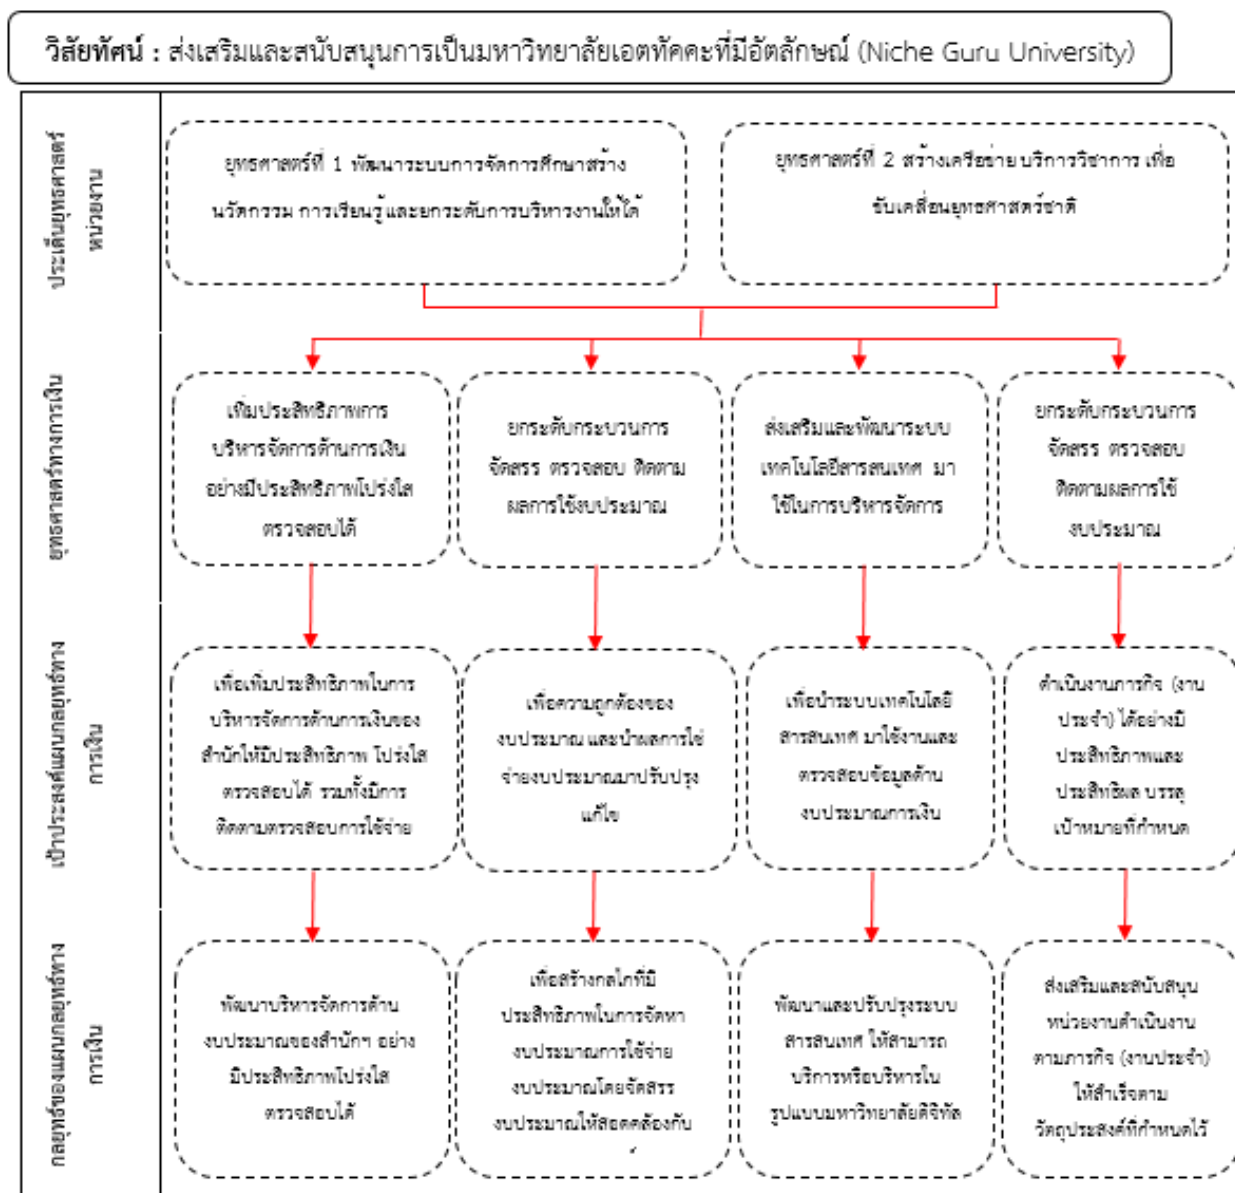 วิสัยทัศน์ : ส่งเสริมและสนับสนุนการเป็นมหาวิทยาลัยเอตทัคคะที่มีอัตลักษณ์ (Niche Guru University)
ประเด็นยุทธศาสตร์
หน่วยงาน
ยุทธศาสตร์ที่ 1 พัฒนาระบบการจัดการศึกษาสร้าง
นวัตกรรม การเรียนรู้ และยกระดับการบริหารงานให้ได้
ยุทธศาสตร์ที่ 2 สร้างเครือข่าย บริการวิชาการ เพื่อ
ขับเคลื่อนยุทธศาสตร์ชาติ
ยุทธศาสตร์ทางการเงิน
เพิ่มประสิทธิภาพการ
บริหารจัดการด้านการเงิน
อย่างมีประสิทธิภาพโปร่งใส
ตรวจสอบได้
ยกระดับกระบวนการ
จัดสรร ตรวจสอบ ติดตาม
ผลการใช้งบประมาณ
ส่งเสริมและพัฒนาระบบ
เทคโนโลยีสารสนเทศ มา
ใช้ในการบริหารจัดการ
ยกระดับกระบวนการ
จัดสรร ตรวจสอบ
ติดตามผลการใช้
งบประมาณ
เป้าประสงค์แผนกลยุทธ์ทาง
การเงิน
เพื่อเพิ่มประสิทธิภาพในการ
บริหารจัดการด้านการเงินของ
สำนักให้มีประสิทธิภาพ โปร่งใส
ตรวจสอบได้ รวมทั้งมีการ
ติดตามตรวจสอบการใช้จ่าย
เพื่อความถูกต้องของ
งบประมาณ และนำผลการใช้
จ่ายงบประมาณมาปรับปรุง
แก้ไข
เพื่อนำระบบเทคโนโลยี
สารสนเทศ มาใช้งานและ
ตรวจสอบข้อมูลด้าน
งบประมาณการเงิน
ดำเนินงานภารกิจ (งาน
ประจำ) ได้อย่างมี
ประสิทธิภาพและ
ประสิทธิผล บรรลุ
เป้าหมายที่กำหนด
กลยุทธ์ของแผนกลยุทธ์ทาง
การเงิน
พัฒนาบริหารจัดการด้าน
งบประมาณของสำนักฯ อย่าง
มีประสิทธิภาพโปร่งใส
ตรวจสอบได้
เพื่อสร้างกลไกที่มี
ประสิทธิภาพในการจัดหา
งบประมาณการใช้จ่าย
งบประมาณโดยจัดสรร
งบประมาณให้สอดคล้องกับ
พัฒนาและปรับปรุงระบบ
สารสนเทศ ให้สามารถ
บริการหรือบริหารใน
รูปแบบมหาวิทยาลัยดิจิทัล
ส่งเสริมและสนับสนุน
หน่วยงานดำเนินงาน
ตามภารกิจ (งานประจำ)
ให้สำเร็จตาม
วัตถุประสงค์ที่กำหนดไว้